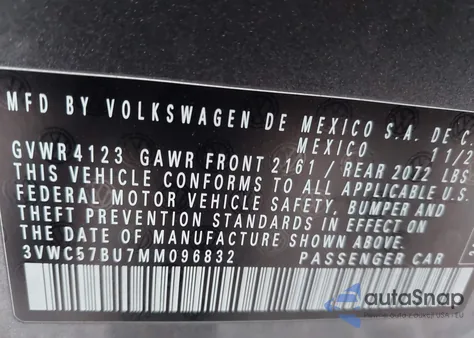 MFD BY VOLKSWAGEN DE MEXICO S.A. DE C.
MEXICO 11/2
GVWR 4123 GAWR FRONT 2161 / REAR 2072 LBS
THIS VEHICLE CONFORMS TO ALL APPLICABLE U.S.
FEDERAL MOTOR VEHICLE SAFETY, BUMPER AND
THEFT PREVENTION STANDARDS IN EFFECT ON
THE DATE OF MANUFACTURE SHOWN ABOVE.
3VWC57BU7MM096832 PASSENGER CAR
autoSnap